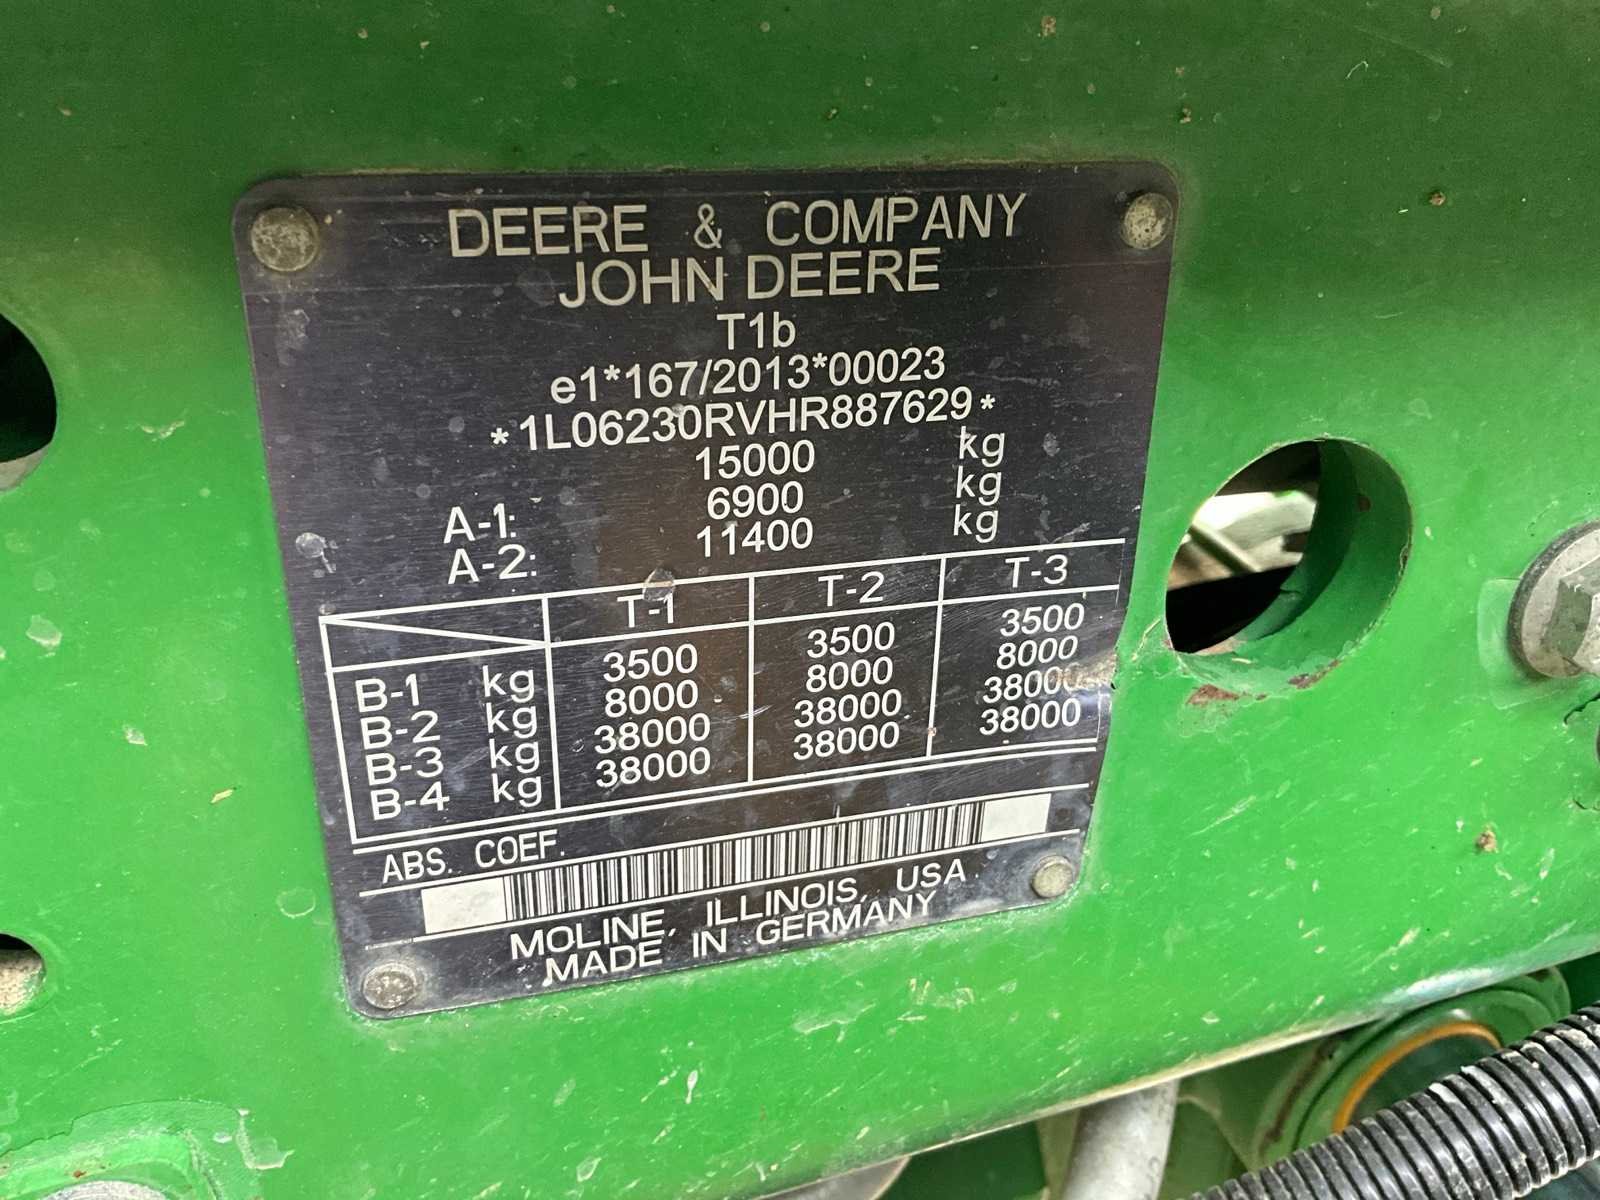 DEERE & COMPANY
JOHN DEERE
T1b
e1*167/2013*00023
*1L06230RVHR887629*
15000 kg
A-1: 6900 kg
A-2: 11400 kg
T-1 T-2 T-3
B-1 kg 3500 3500 3500
B-2 kg 8000 8000 8000
B-3 kg 38000 38000 38000
B-4 kg 38000 38000 38000
ABS. COEF.
MOLINE, ILLINOIS, USA
MADE IN GERMANY